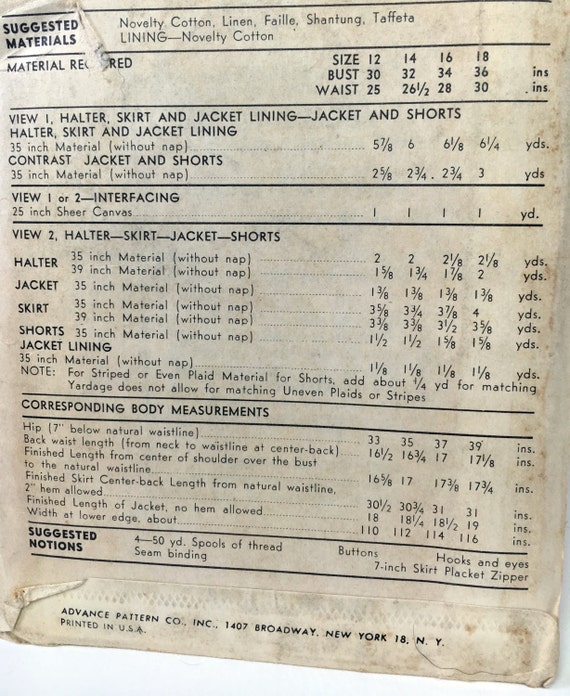 SUGGESTED MATERIALS Novelty Cotton, Linen, Faille, Shantung, Taffeta
LINING—Novelty Cotton
MATERIAL RE RED SIZE 12 14 16 18
BUST 30 32 34 36 ins
WAIST 25 26½ 28 30 ins
VIEW 1, HALTER, SKIRT AND JACKET LINING—JACKET AND SHORTS
HALTER, SKIRT AND JACKET LINING
35 inch Material (without nap) 5⅞ 6 6⅛ 6¼ yds.
CONTRAST JACKET AND SHORTS
35 inch Material (without nap) 2⅝ 2¾ 2¾ 3 yds
VIEW 1 or 2—INTERFACING
25 inch Sheer Canvas 1 1 1 1 yd.
VIEW 2, HALTER—SKIRT—JACKET—SHORTS
HALTER 35 inch Material (without nap) 2 2 2⅛ 2⅛ yds.
39 inch Material (without nap) 1⅝ 1¾ 1⅞ 2 yds.
JACKET 35 inch Material (without nap) 1⅜ 1⅜ 1⅜ 1⅜ yds.
SKIRT 35 inch Material (without nap) 3⅝ 3¾ 3⅞ 4 yds.
39 inch Material (without nap) 3⅜ 3⅜ 3½ 3⅝ yds.
SHORTS 35 inch Material (without nap) 1½ 1½ 1⅝ 1⅝ yds.
JACKET LINING
35 inch Material (without nap) 1⅛ 1⅛ 1⅛ 1⅛ yds.
NOTE: For Striped or Even Plaid Material for Shorts, add about ¼ yd for matching
Yardage does not allow for matching Uneven Plaids or Stripes
CORRESPONDING BODY MEASUREMENTS
Hip (7" below natural waistline) 33 35 37 39 ins.
Back waist length (from neck to waistline at center-back) 16½ 16¾ 17 17⅛ ins.
Finished Length from center of shoulder over the bust
to the natural waistline 16⅝ 17 17⅜ 17¾ ins.
Finished Skirt Center-back Length from natural waistline,
2" hem allowed 30½ 30¾ 31 31 ins.
Finished Length of Jacket, no hem allowed 18 18¼ 18½ 19 ins.
Width at lower edge, about 110 112 114 116 ins.
SUGGESTED NOTIONS 4—50 yd. Spools of thread Buttons Hooks and eyes
Seam binding 7-inch Skirt Placket Zipper
ADVANCE PATTERN CO., INC., 1407 BROADWAY, NEW YORK 18, N. Y.
PRINTED IN U.S.A.